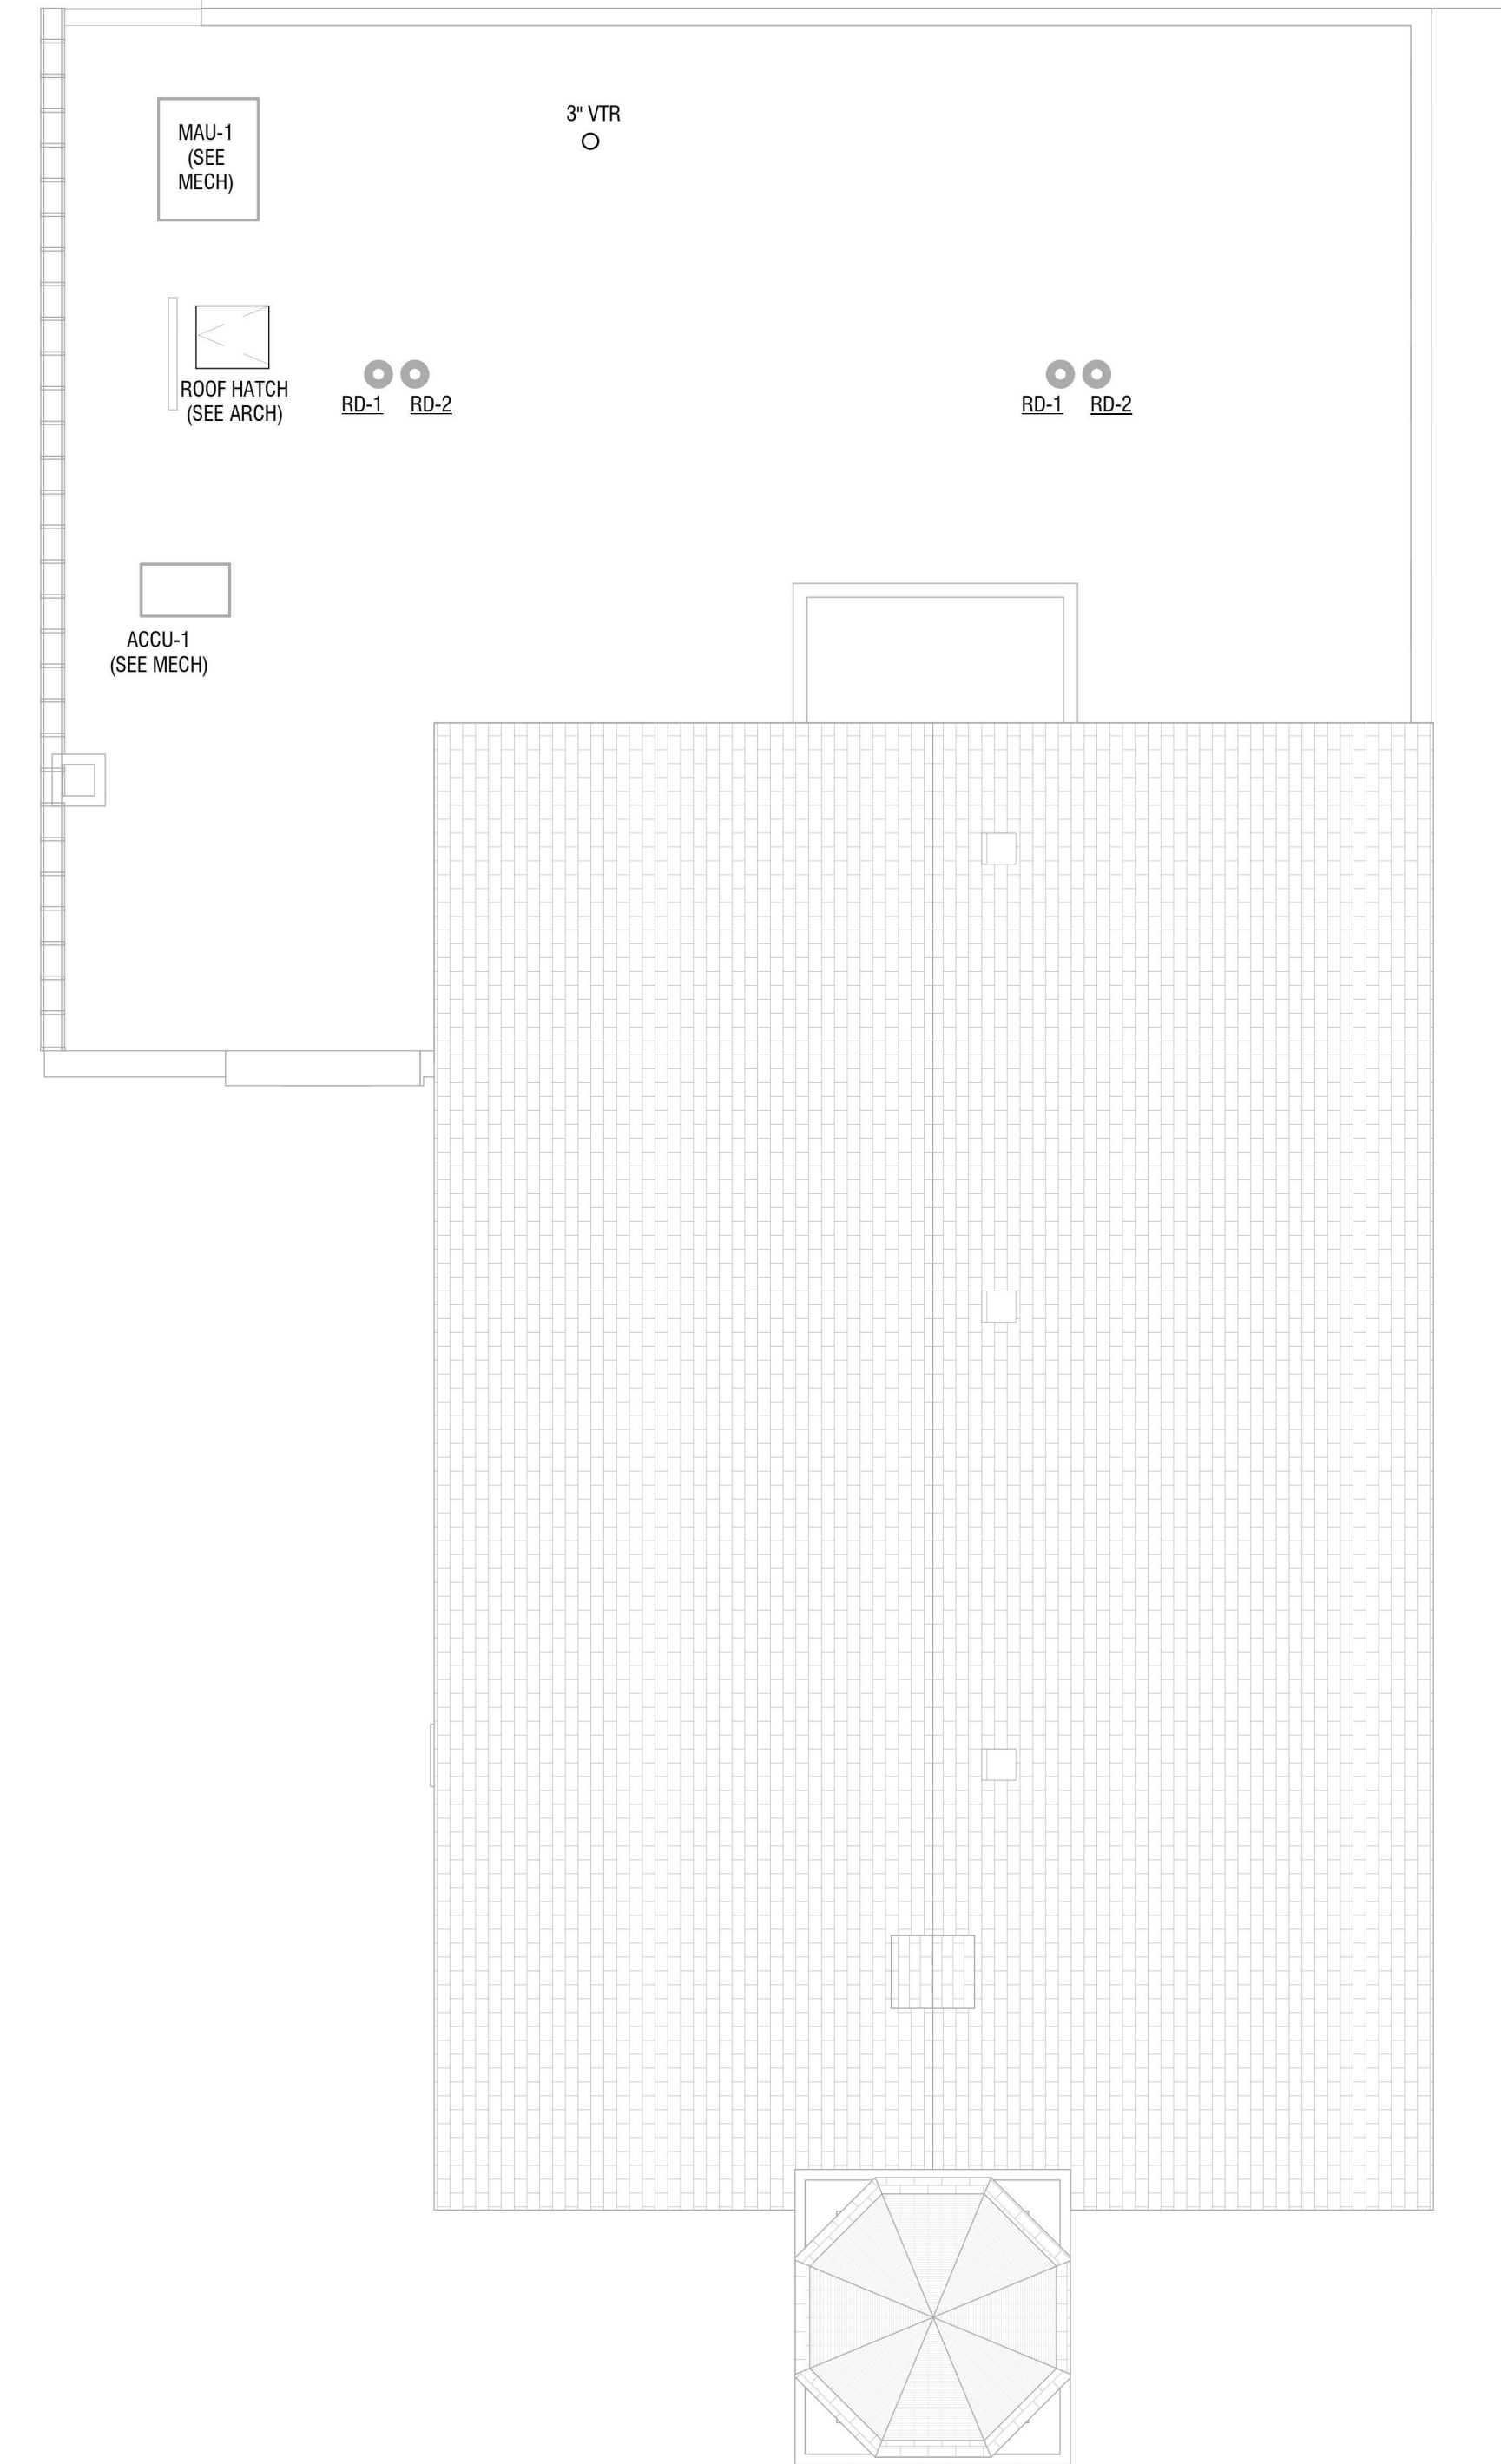 3" VTR
MAU-1
(SEE
MECH)
ROOF HATCH
(SEE ARCH)
RD-1
RD-2
RD-1
RD-2
ACCU-1
(SEE MECH)